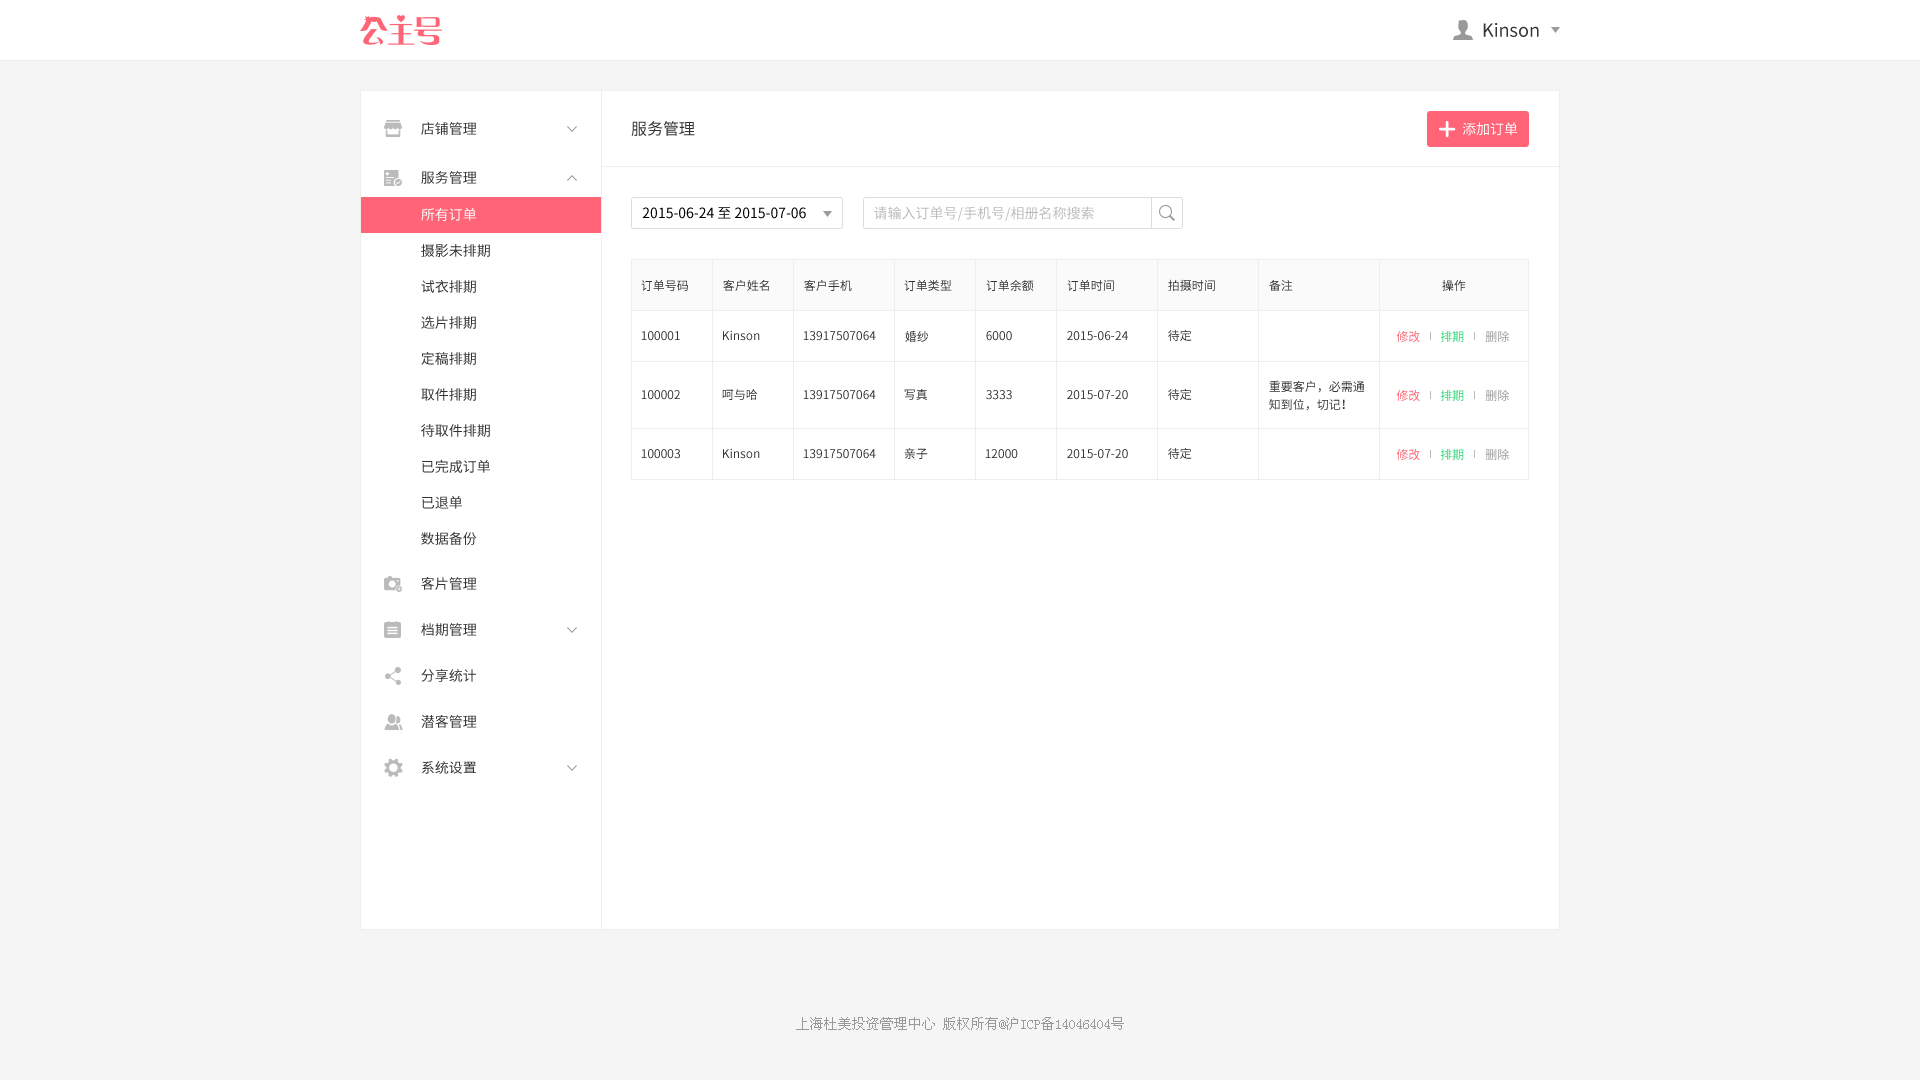 公主号
Kinson
店铺管理
服务管理
所有订单
摄影未排期
试衣排期
选片排期
定稿排期
取件排期
待取件排期
已完成订单
已退单
数据备份
客片管理
档期管理
分享统计
潜客管理
系统设置
服务管理
添加订单
2015-06-24 至 2015-07-06
请输入订单号/手机号/相册名称搜索
订单号码 客户姓名 客户手机 订单类型 订单余额 订单时间 拍摄时间 备注 操作
100001 Kinson 13917507064 婚纱 6000 2015-06-24 待定 修改 排期 删除
100002 呵与哈 13917507064 写真 3333 2015-07-20 待定 重要客户，必需通
知到位，切记！ 修改 排期 删除
100003 Kinson 13917507064 亲子 12000 2015-07-20 待定 修改 排期 删除
上海杜美投资管理中心 版权所有@沪ICP备14046404号